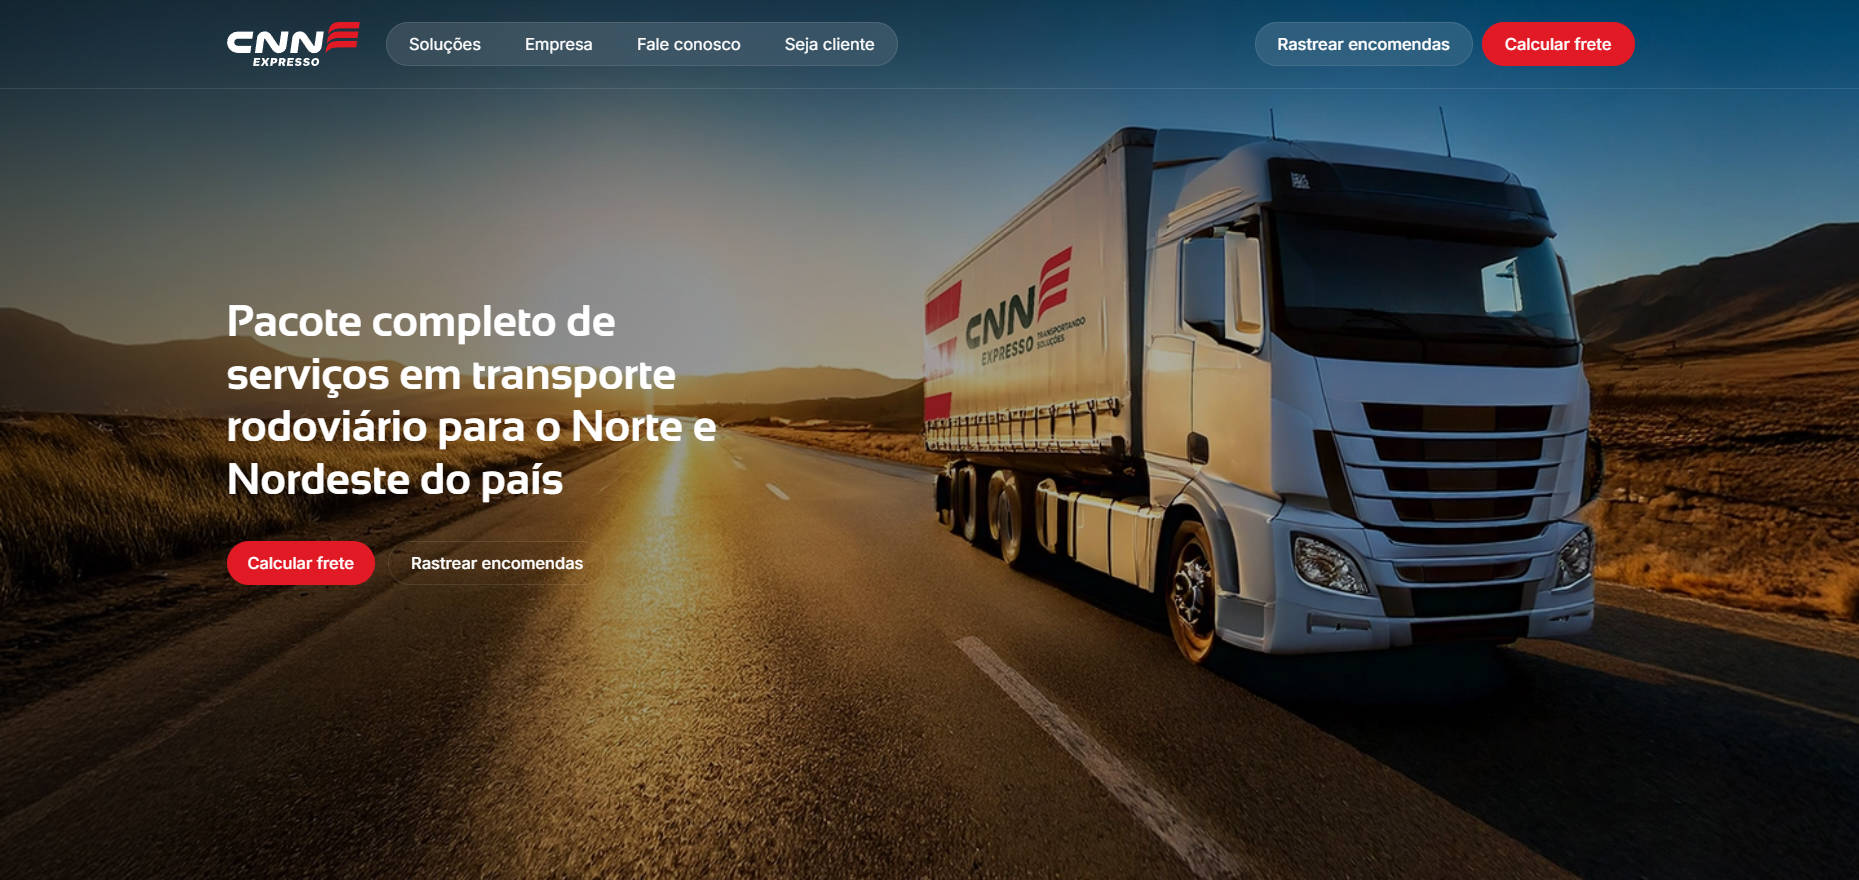 CNN
EXPRESSO
Soluções
Empresa
Fale conosco
Seja cliente
Rastrear encomendas
Calcular frete
Pacote completo de
serviços em transporte
rodoviário para o Norte e
Nordeste do país
Calcular frete
Rastrear encomendas
CNN
EXPRESSO
TRANSPORTANDO
SOLUÇÕES